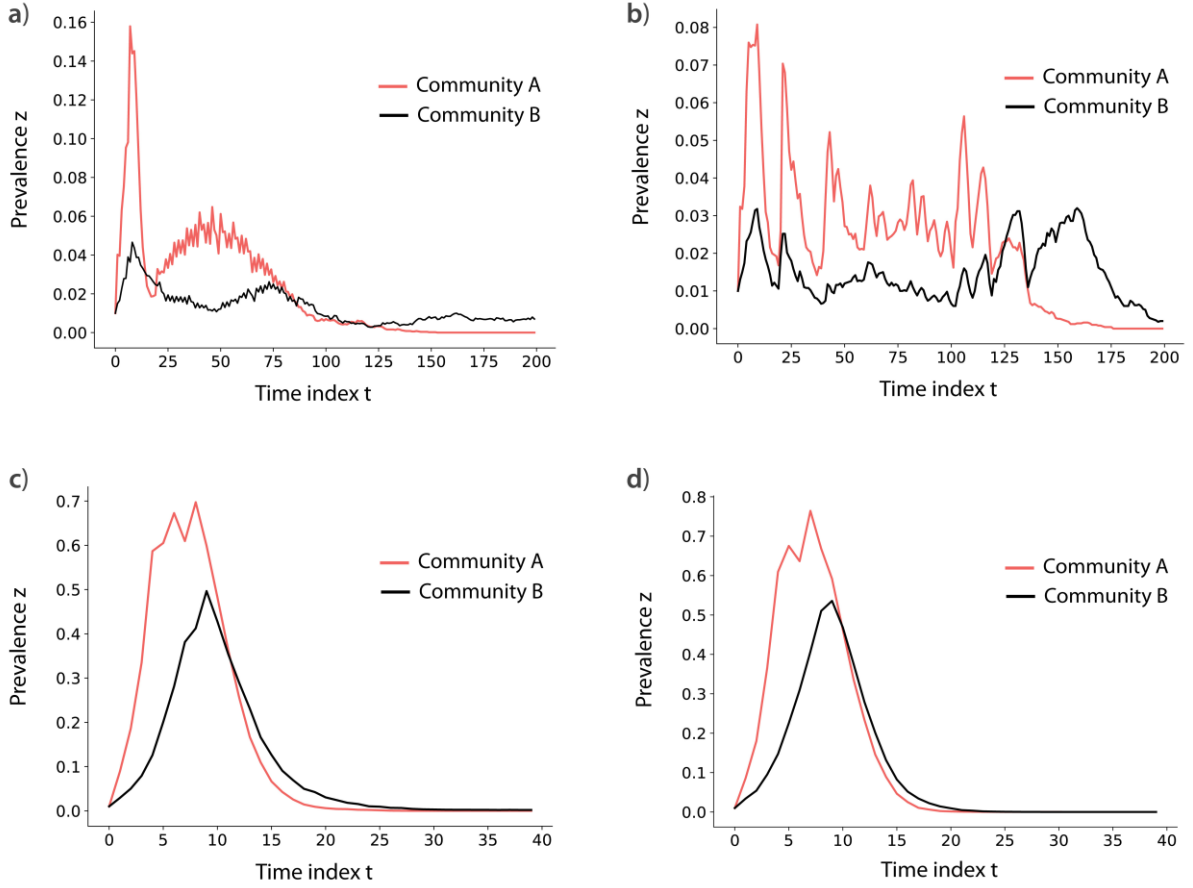 a)
0.16
0.14
0.12
0.10
0.08
0.06
0.04
0.02
0.00
Prevalence z
Community A
Community B
0 25 50 75 100 125 150 175 200
Time index t
b)
0.08
0.07
0.06
0.05
0.04
0.03
0.02
0.01
0.00
Prevalence z
Community A
Community B
0 25 50 75 100 125 150 175 200
Time index t
c)
0.7
0.6
0.5
0.4
0.3
0.2
0.1
0.0
Prevalence z
Community A
Community B
0 5 10 15 20 25 30 35 40
Time index t
d)
0.8
0.7
0.6
0.5
0.4
0.3
0.2
0.1
0.0
Prevalence z
Community A
Community B
0 5 10 15 20 25 30 35 40
Time index t